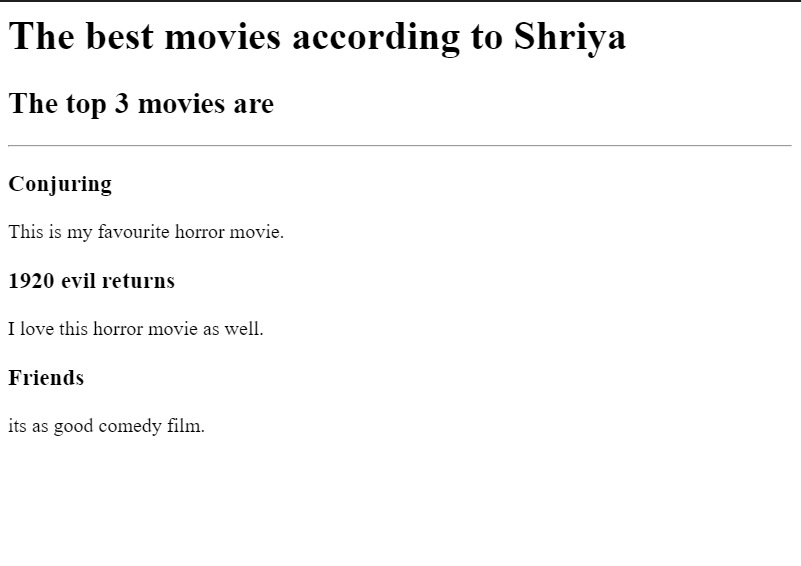 The best movies according to Shriya
The top 3 movies are
Conjuring
This is my favourite horror movie.
1920 evil returns
I love this horror movie as well.
Friends
its as good comedy film.